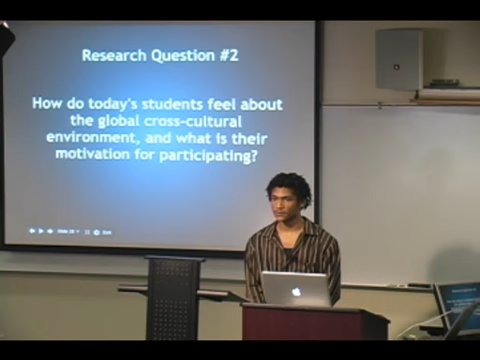 Research Question #2
How do today's students feel about
the global cross-cultural
environment, and what is their
motivation for participating?
Exit